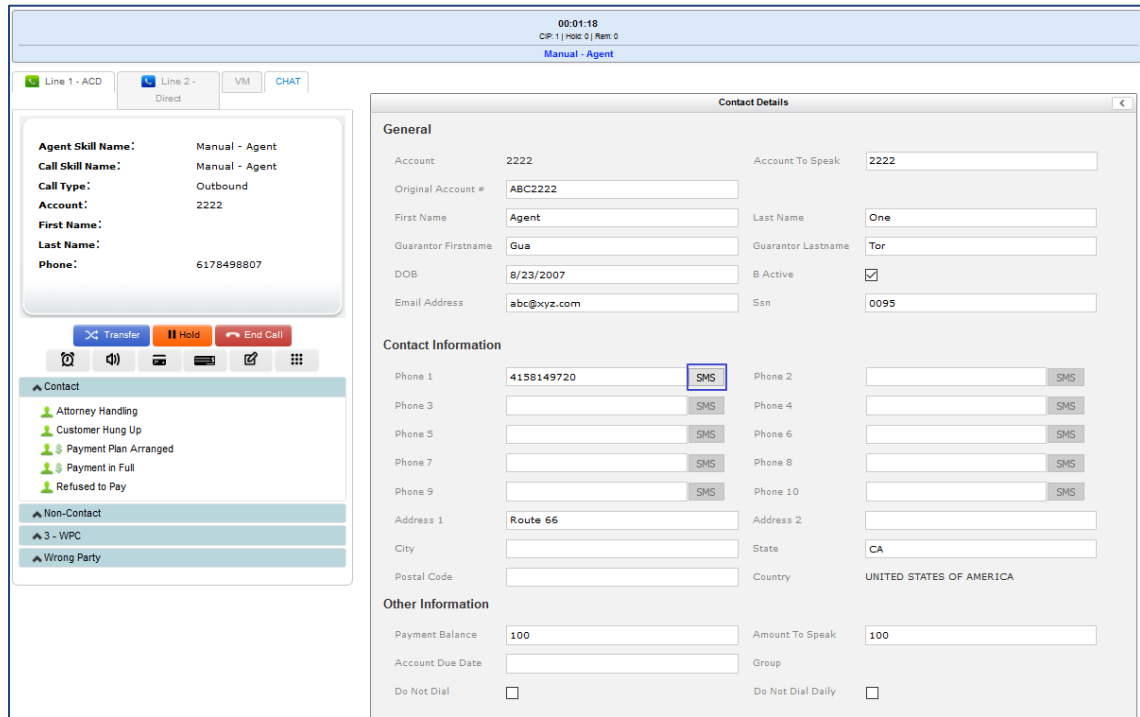 00:01:18
CIP: 1 | Hold: 0 | Rem: 0
Manual - Agent
Line 1 - ACD
Line 2 - Direct
VM
CHAT
Agent Skill Name: Manual - Agent
Call Skill Name: Manual - Agent
Call Type: Outbound
Account: 2222
First Name:
Last Name:
Phone: 6178498807
Transfer Hold End Call
Contact
Attorney Handling
Customer Hung Up
$ Payment Plan Arranged
$ Payment in Full
Refused to Pay
Non-Contact
3 - WPC
Wrong Party
Contact Details
General
Account 2222 Account To Speak 2222
Original Account # ABC2222
First Name Agent Last Name One
Guarantor Firstname Gua Guarantor Lastname Tor
DOB 8/23/2007 B Active
Email Address abc@xyz.com Ssn 0095
Contact Information
Phone 1 4158149720 SMS Phone 2 SMS
Phone 3 SMS Phone 4 SMS
Phone 5 SMS Phone 6 SMS
Phone 7 SMS Phone 8 SMS
Phone 9 SMS Phone 10 SMS
Address 1 Route 66 Address 2
City State CA
Postal Code Country UNITED STATES OF AMERICA
Other Information
Payment Balance 100 Amount To Speak 100
Account Due Date Group
Do Not Dial Do Not Dial Daily